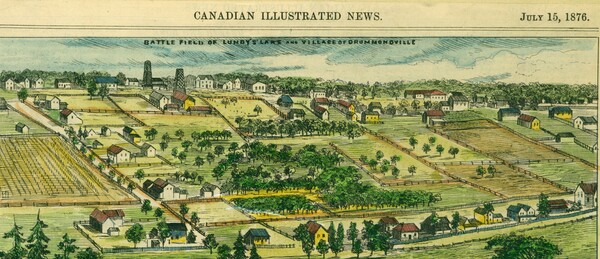 CANADIAN ILLUSTRATED NEWS. JULY 15, 1876.
BATTLE FIELD OF LUNDY'S LANE AND VILLAGE OF DRUMMONDVILLE